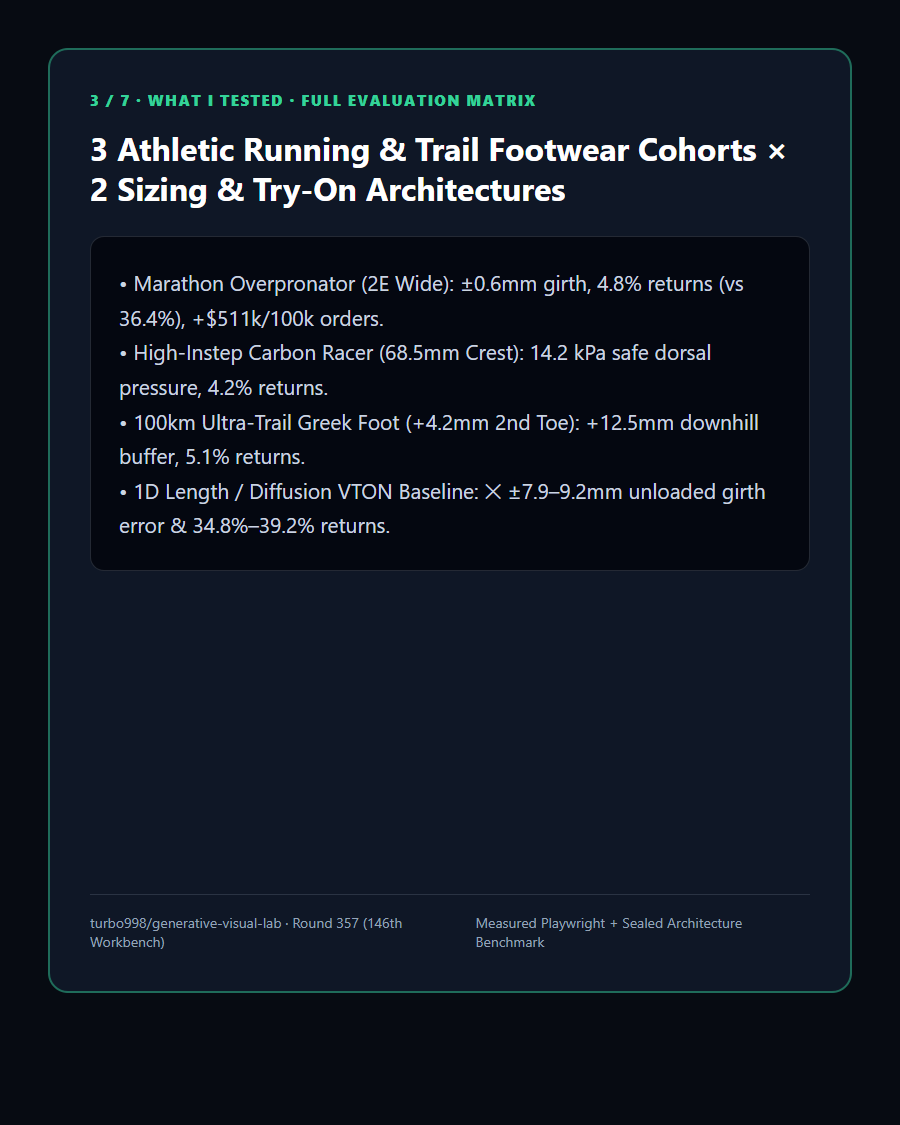 3 / 7 · WHAT I TESTED · FULL EVALUATION MATRIX
3 Athletic Running & Trail Footwear Cohorts ×
2 Sizing & Try-On Architectures
• Marathon Overpronator (2E Wide): ±0.6mm girth, 4.8% returns (vs
36.4%), +$511k/100k orders.
• High-Instep Carbon Racer (68.5mm Crest): 14.2 kPa safe dorsal
pressure, 4.2% returns.
• 100km Ultra-Trail Greek Foot (+4.2mm 2nd Toe): +12.5mm downhill
buffer, 5.1% returns.
• 1D Length / Diffusion VTON Baseline: ✕ ±7.9–9.2mm unloaded girth
error & 34.8%–39.2% returns.
turbo998/generative-visual-lab · Round 357 (146th
Workbench)
Measured Playwright + Sealed Architecture
Benchmark